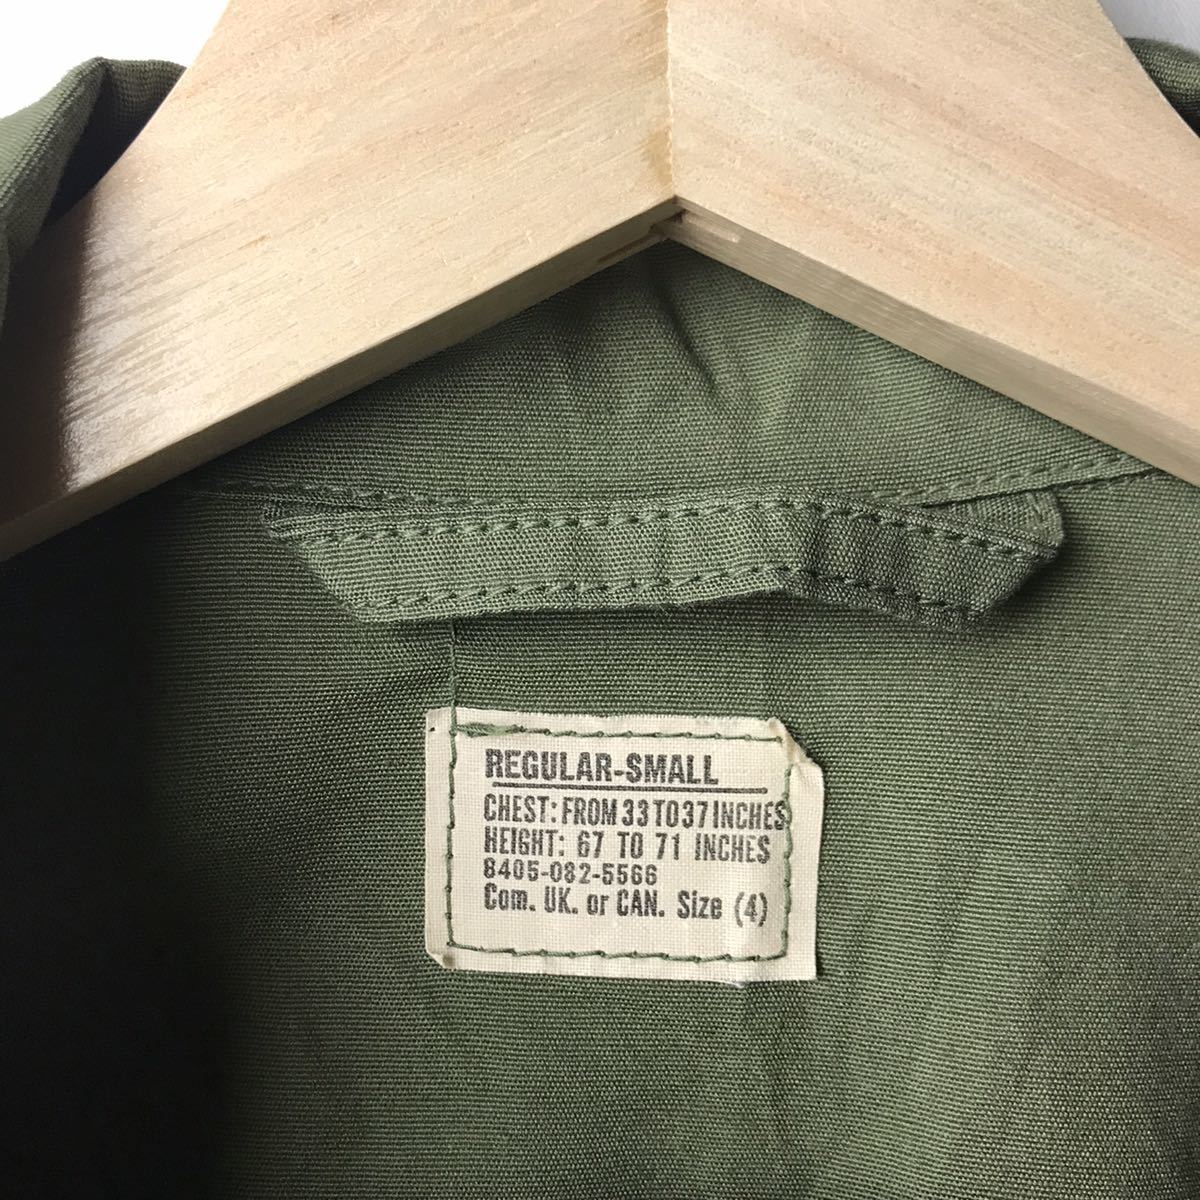 REGULAR-SMALL
CHEST: FROM 33 TO 37 INCHES
HEIGHT: 67 TO 71 INCHES
8405-082-5566
Com. UK. or CAN. Size (4)